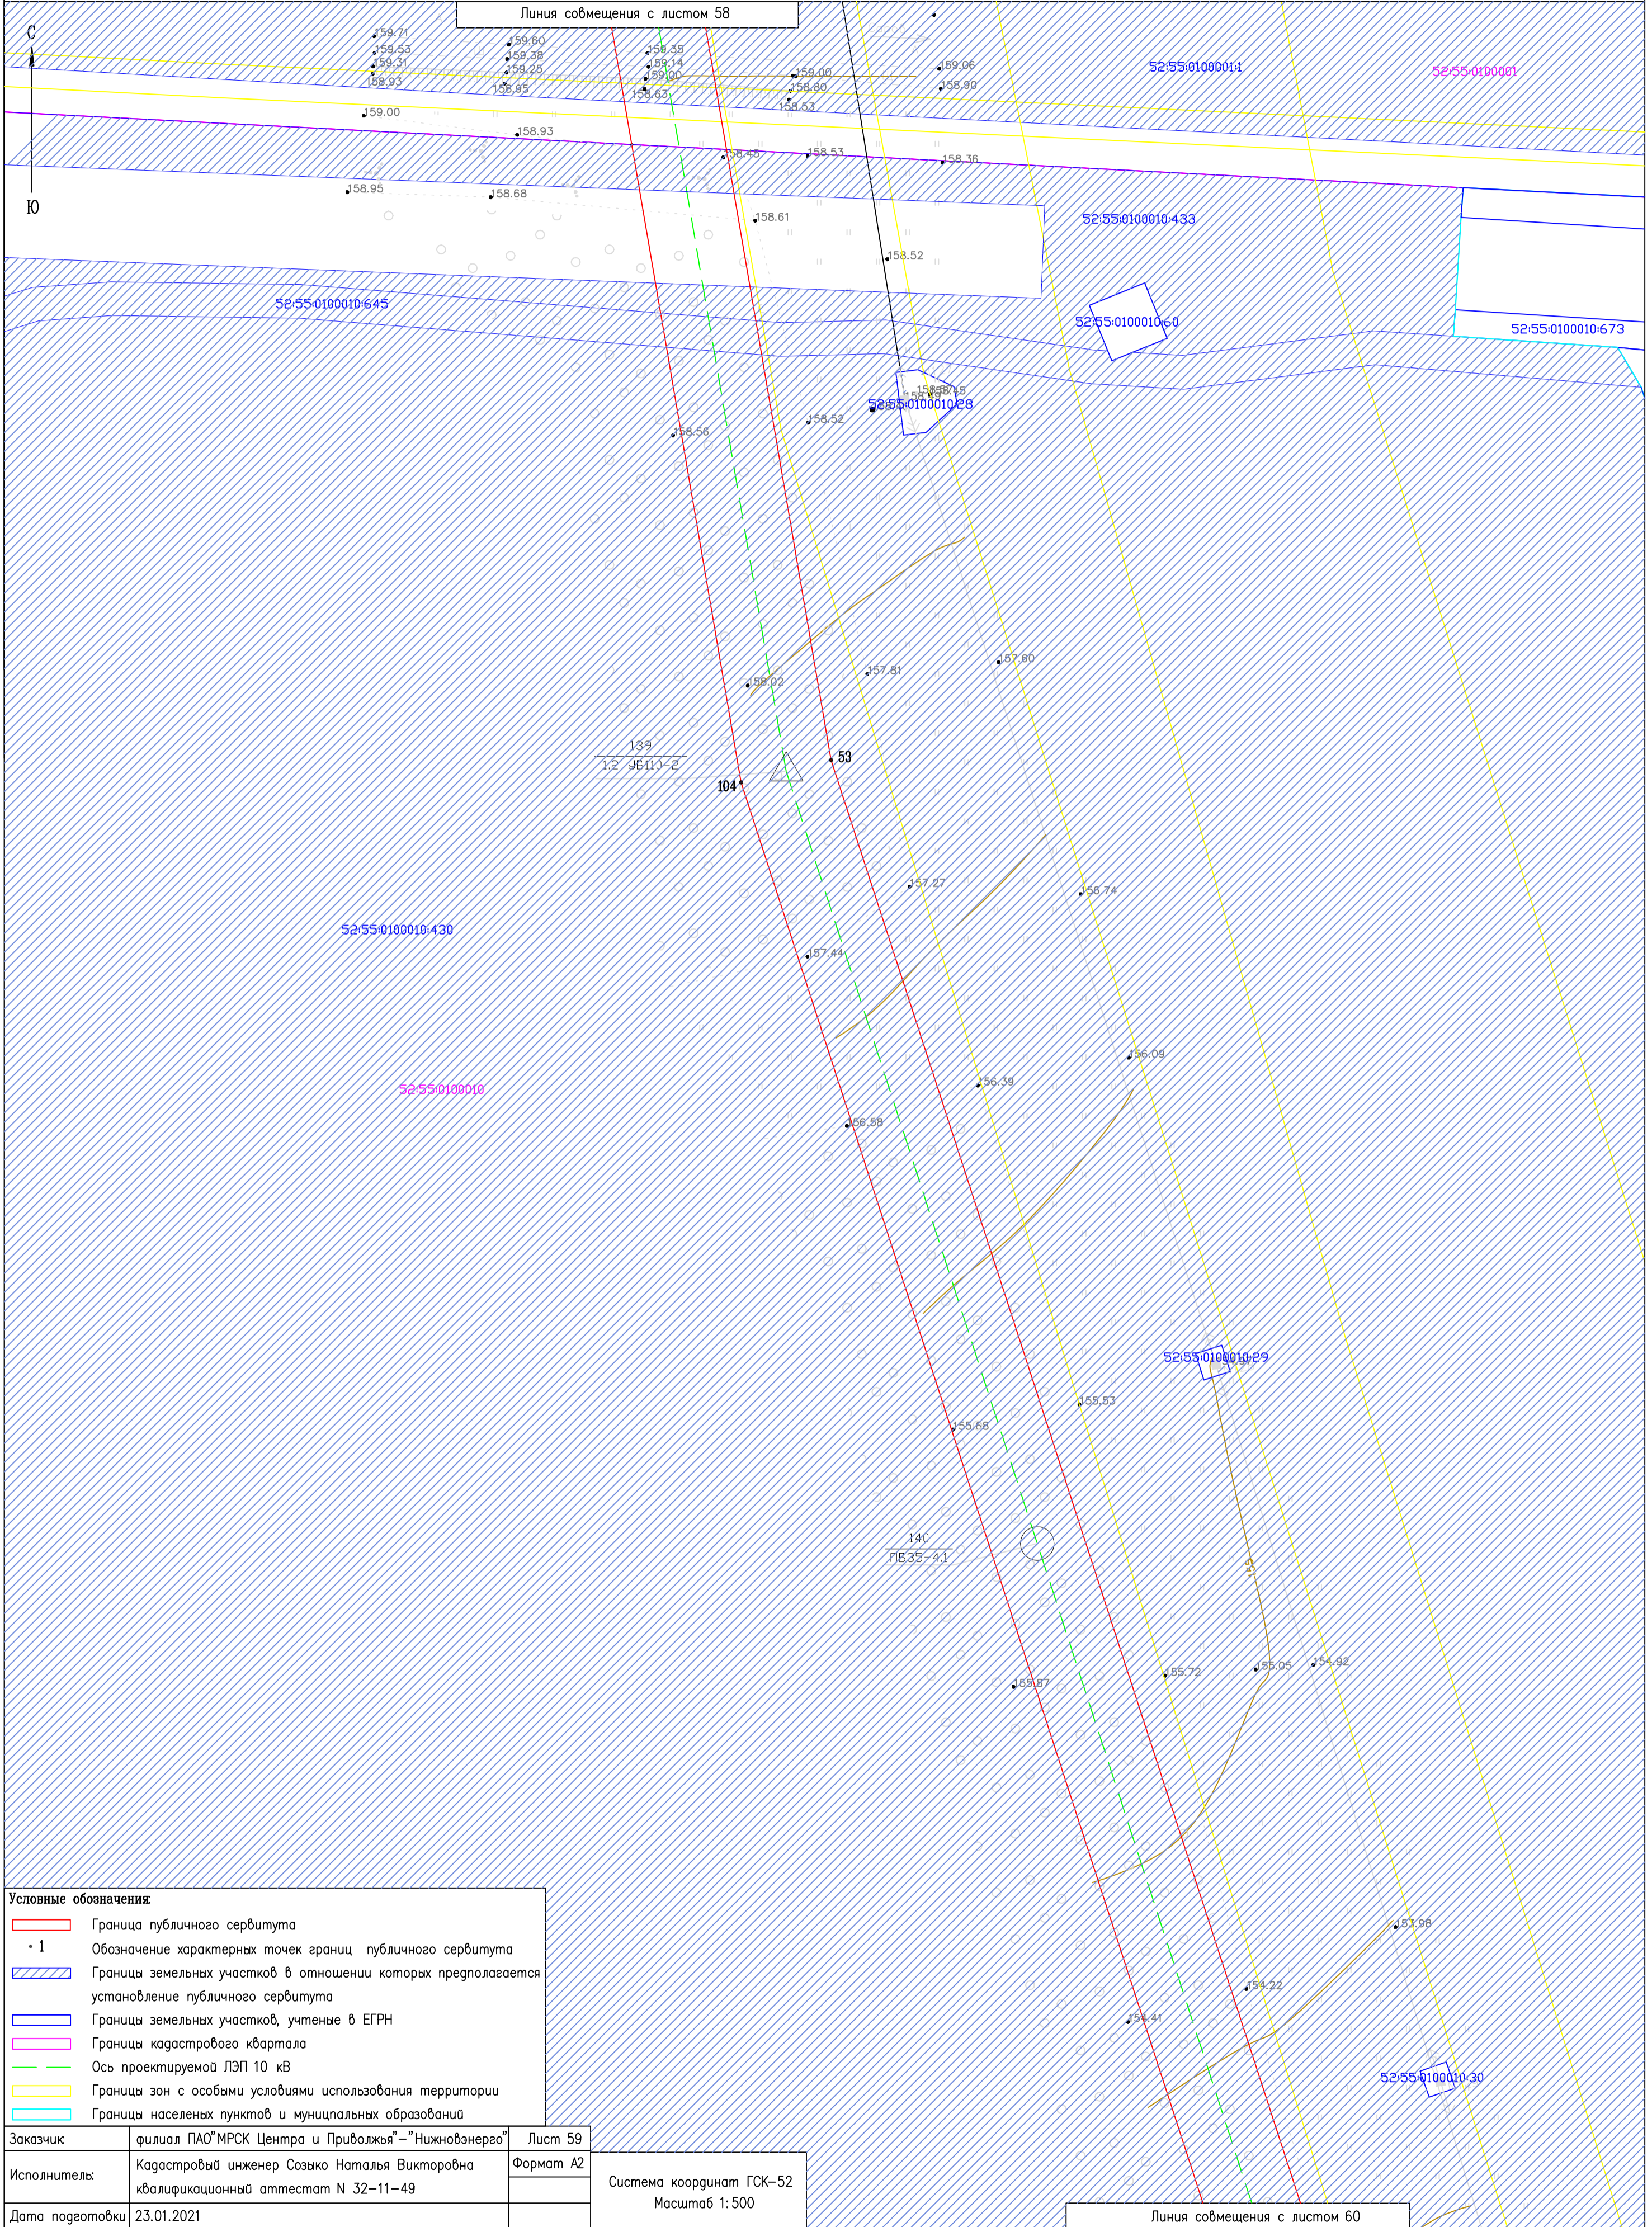 Линия совмещения с листом 58
С
Ю
159.71
159.53
159.31
158.93
159.60
159.38
159.25
158.95
159.35
159.14
159.00
158.63
159.00
158.80
158.53
159.06
158.90
52:55:0100001:1
52:55:0100001
159.00
158.93
158.45
158.53
158.36
158.95
158.68
158.61
52:55:0100010:433
158.52
52:55:0100010:645
52:55:0100010:60
52:55:0100010:673
52:55:0100010:28
158.52
158.56
157.60
157.81
158.02
139
1.2 УБ110-2
53
104
157.27
156.74
52:55:0100010:430
157.44
156.09
156.39
52:55:0100010
156.58
52:55:0100010:29
155.53
155.68
140
ПБ35-4.1
155
155.05
154.92
155.72
155.87
153.98
154.22
154.41
52:55:0100010:30
Условные обозначения:
Граница публичного сервитута
1
Обозначение характерных точек границ публичного сервитута
Границы земельных участков в отношении которых предполагается
установление публичного сервитута
Границы земельных участков, учтеные в ЕГРН
Границы кадастрового квартала
Ось проектируемой ЛЭП 10 кВ
Границы зон с особыми условиями использования территории
Границы населеных пунктов и муницпальных образований
Заказчик: филиал ПАО"МРСК Центра и Приволжья"-"Нижновэнерго" Лист 59
Исполнитель: Кадастровый инженер Созыко Наталья Викторовна Формат А2
квалификационный аттестат N 32-11-49
Дата подготовки 23.01.2021
Система координат ГСК-52
Масштаб 1:500
Линия совмещения с листом 60